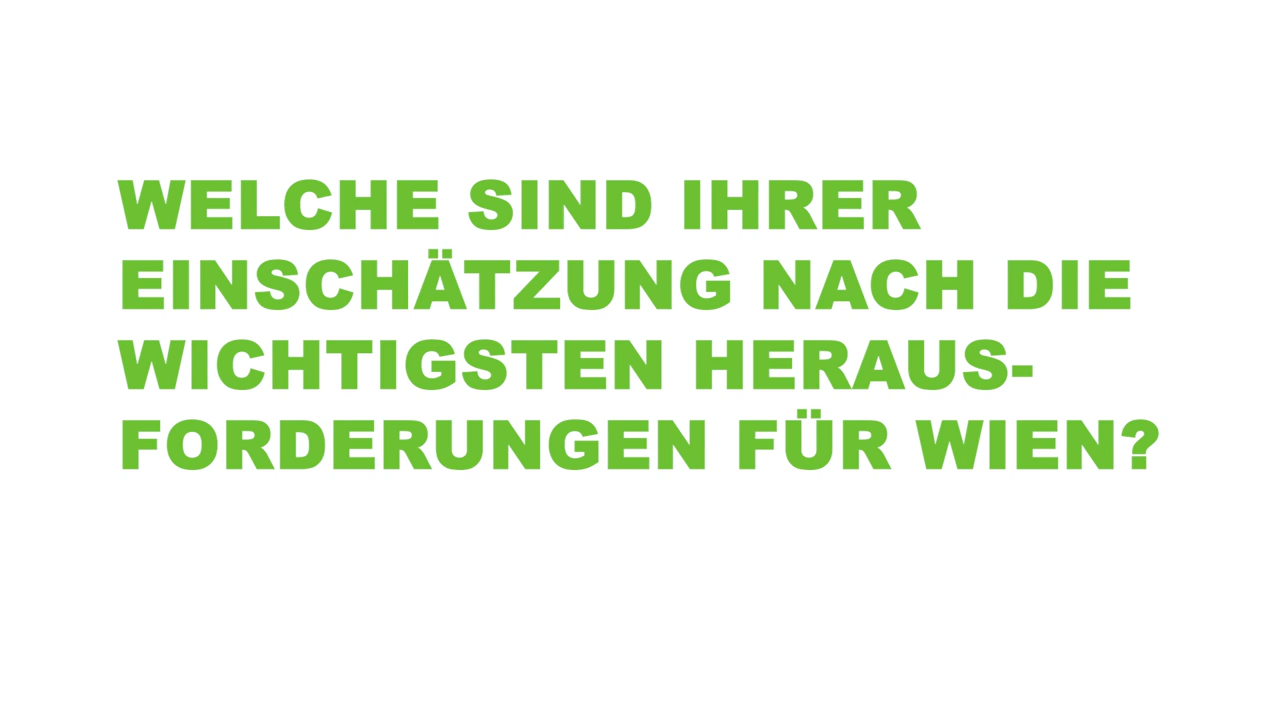 WELCHE SIND IHRER
EINSCHÄTZUNG NACH DIE
WICHTIGSTEN HERAUS-
FORDERUNGEN FÜR WIEN?